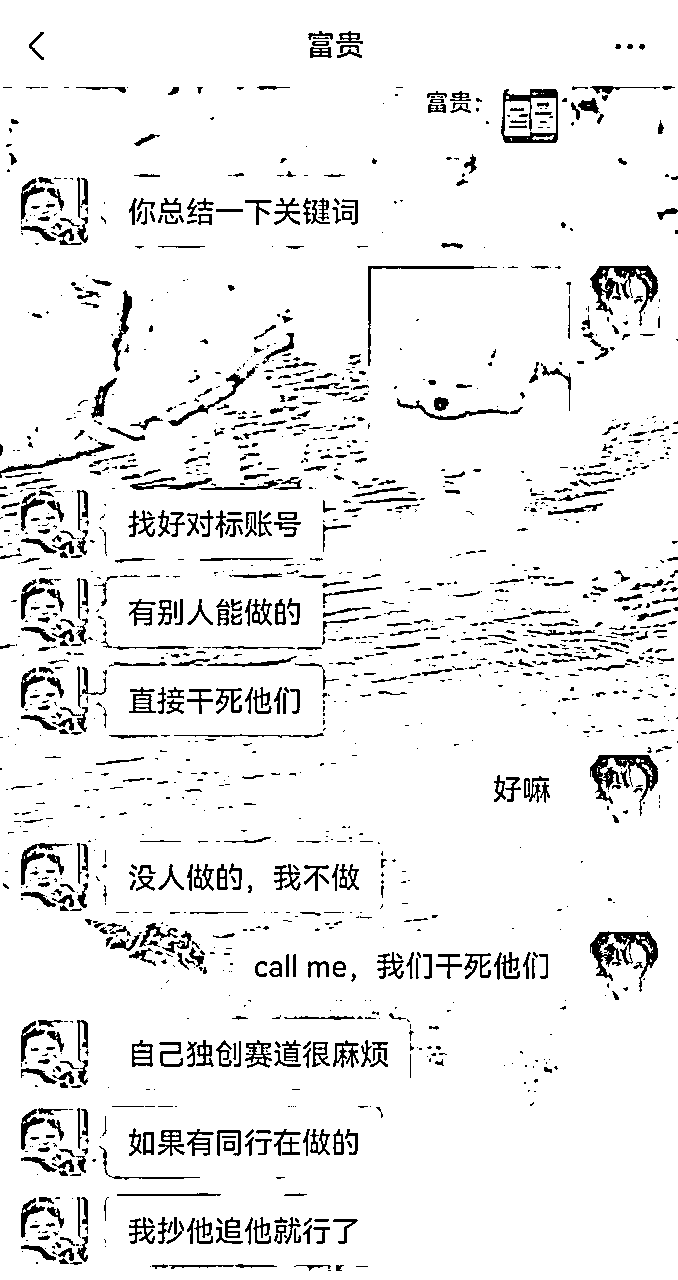 富贵
富贵：
你总结一下关键词
找好对标账号
有别人能做的
直接干死他们
好嘛
没人做的，我不做
call me，我们干死他们
自己独创赛道很麻烦
如果有同行在做的
我抄他追他就行了